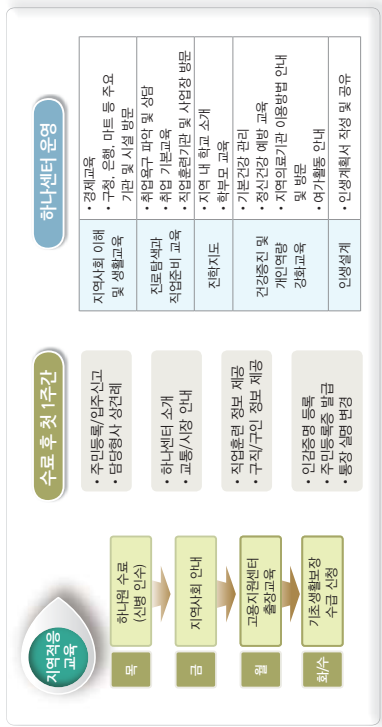 지역적응
교육
목
하나원 수료
(신병 인수)
금
지역사회 안내
월
고용지원센터
출장교육
화/수
기초생활보장
수급 신청
수료 후 첫 1주간
• 주민등록/입주신고
• 담당형사 상견례
• 하나센터 소개
• 교통/시장 안내
• 직업훈련 정보 제공
• 구직/구인 정보 제공
• 인감증명 등록
• 주민등록증 발급
• 통장 실명 변경
하나센터 운영
지역사회 이해
및 생활교육
• 경제교육
• 구청, 은행, 마트 등 주요
기관 및 시설 방문
진로탐색과
직업준비 교육
• 취업욕구 파악 및 상담
• 취업 기본교육
• 직업훈련기관 및 사업장 방문
진학지도
• 지역 내 학교 소개
• 학부모 교육
건강증진 및
개인역량
강화교육
• 기본건강 관리
• 정신건강 예방 교육
• 지역의료기관 이용방법 안내
및 방문
• 여가활동 안내
인생설계
• 인생계획서 작성 및 공유